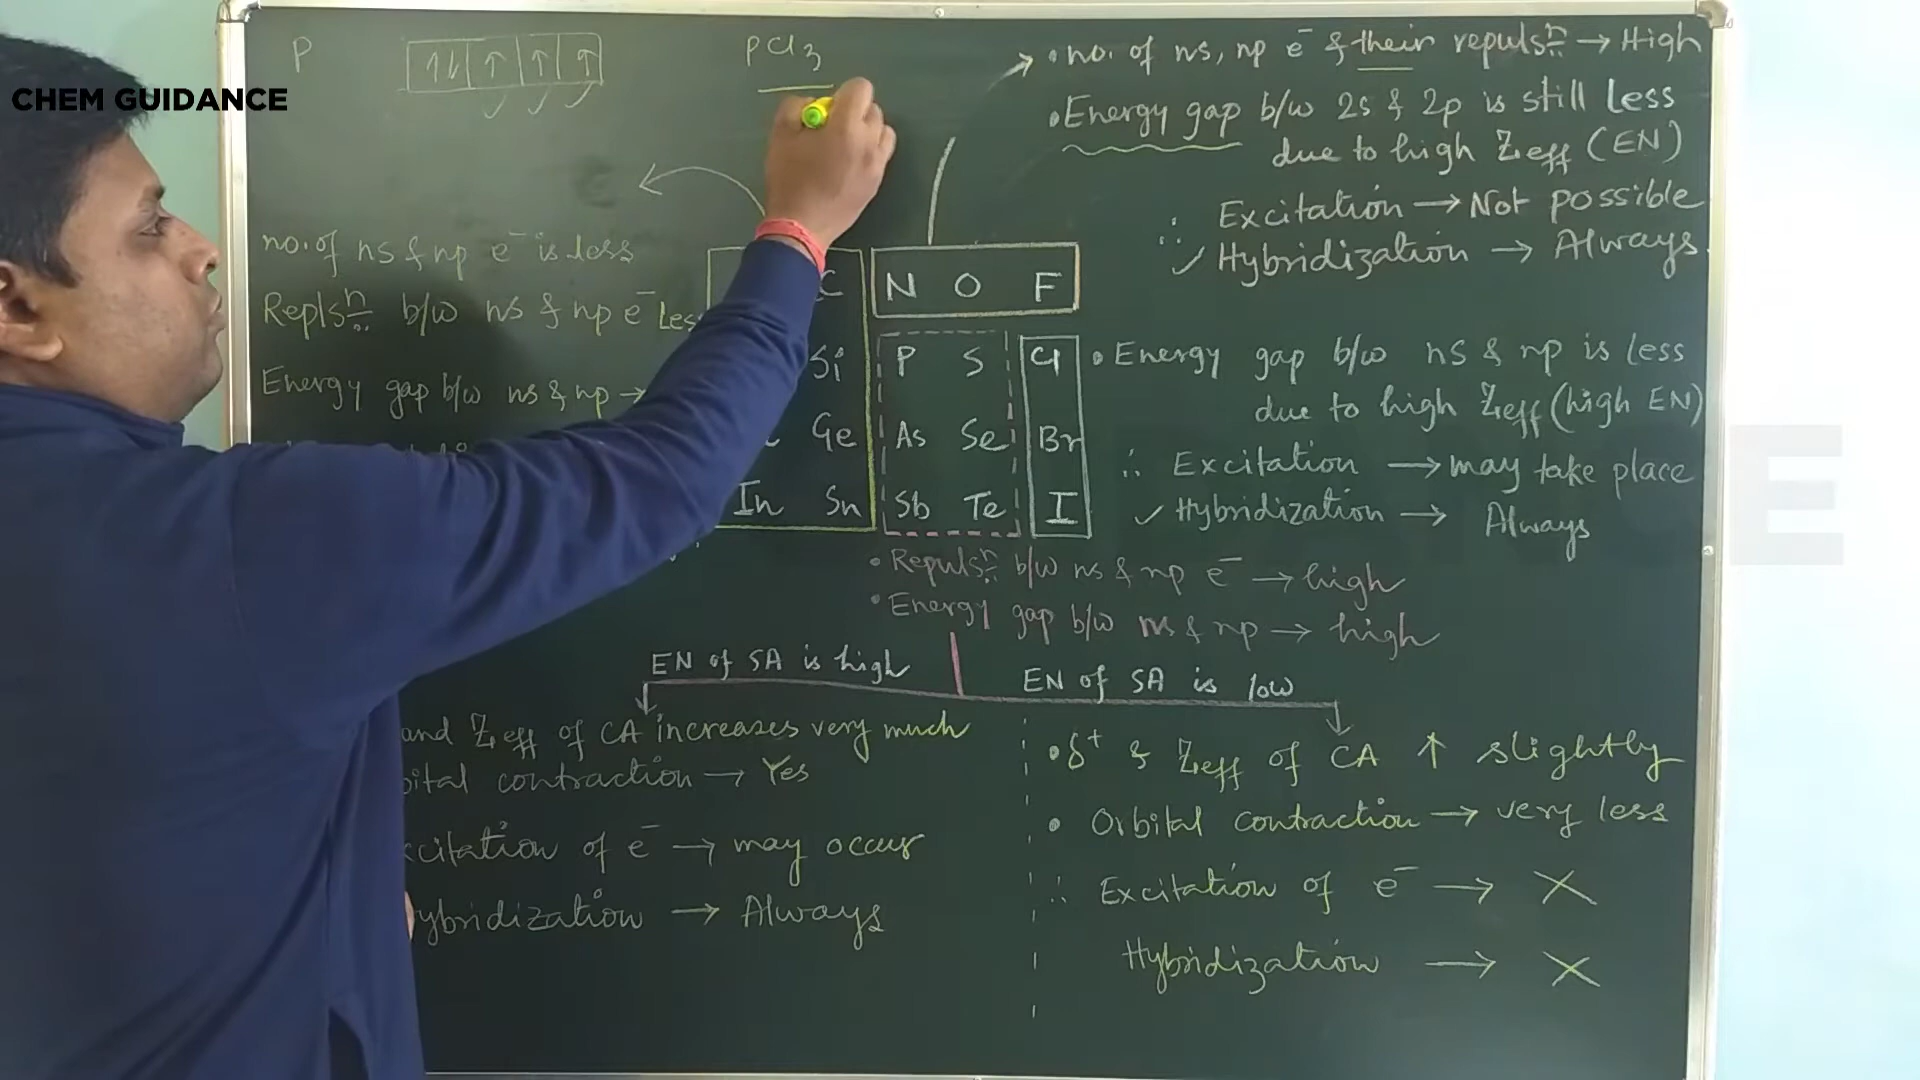 P ↑↓ ↑ ↑ ↑ PCl3
CHEM GUIDANCE
→ • no. of ns, np e⁻ & their repulsn → High
• Energy gap b/w 2s & 2p is still less
due to high Zeff (EN)
∴ Excitation → Not possible
✓ Hybridization → Always.
no. of ns & np e⁻ is less
Replsn b/w ns & np e⁻ Les
Energy gap b/w ns & np →
C N O F
Si P S Cl
Ge As Se Br
In Sn Sb Te I
• Energy gap b/w ns & np is less
due to high Zeff (high EN)
∴ Excitation → may take place
✓ Hybridization → Always
• Repulsn b/w ns & np e⁻ → high
• Energy gap b/w ns & np → high
EN of SA is high
and Zeff of CA increases very much
bital contraction → Yes
xcitation of e⁻ → may occur
ybridization → Always
EN of SA is low
• δ⁺ & Zeff of CA ↑ slightly
• Orbital contraction → very less
∴ Excitation of e⁻ → ✗
Hybridization → ✗
E